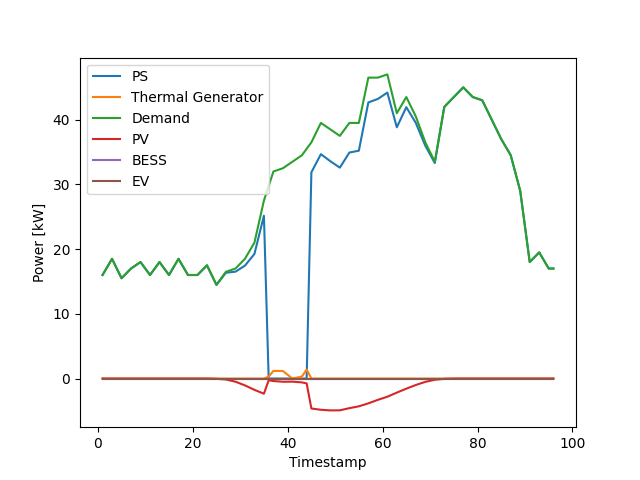 PS
Thermal Generator
Demand
PV
BESS
EV
Power [kW]
40
30
20
10
0
0 20 40 60 80 100
Timestamp